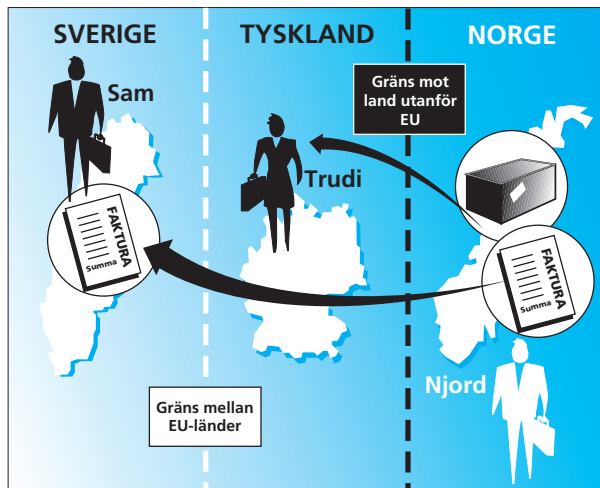 SVERIGE
TYSKLAND
NORGE
Sam
Gräns mot
land utanför
EU
Trudi
FAKTURA
Summa
FAKTURA
Summa
Njord
Gräns mellan
EU-länder